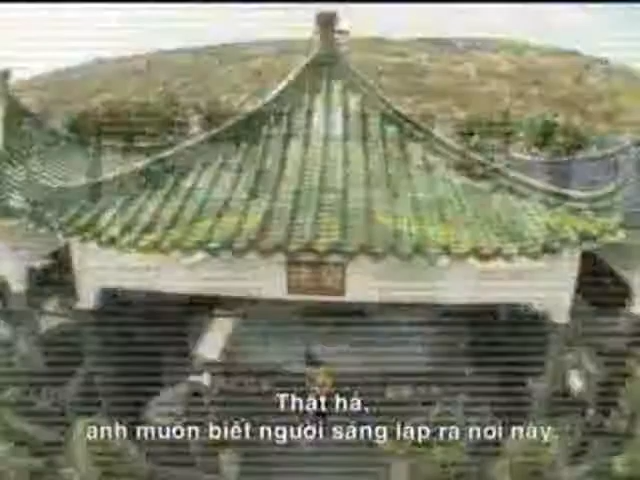 Thật hả,
anh muốn biết người sáng lập ra nơi này.